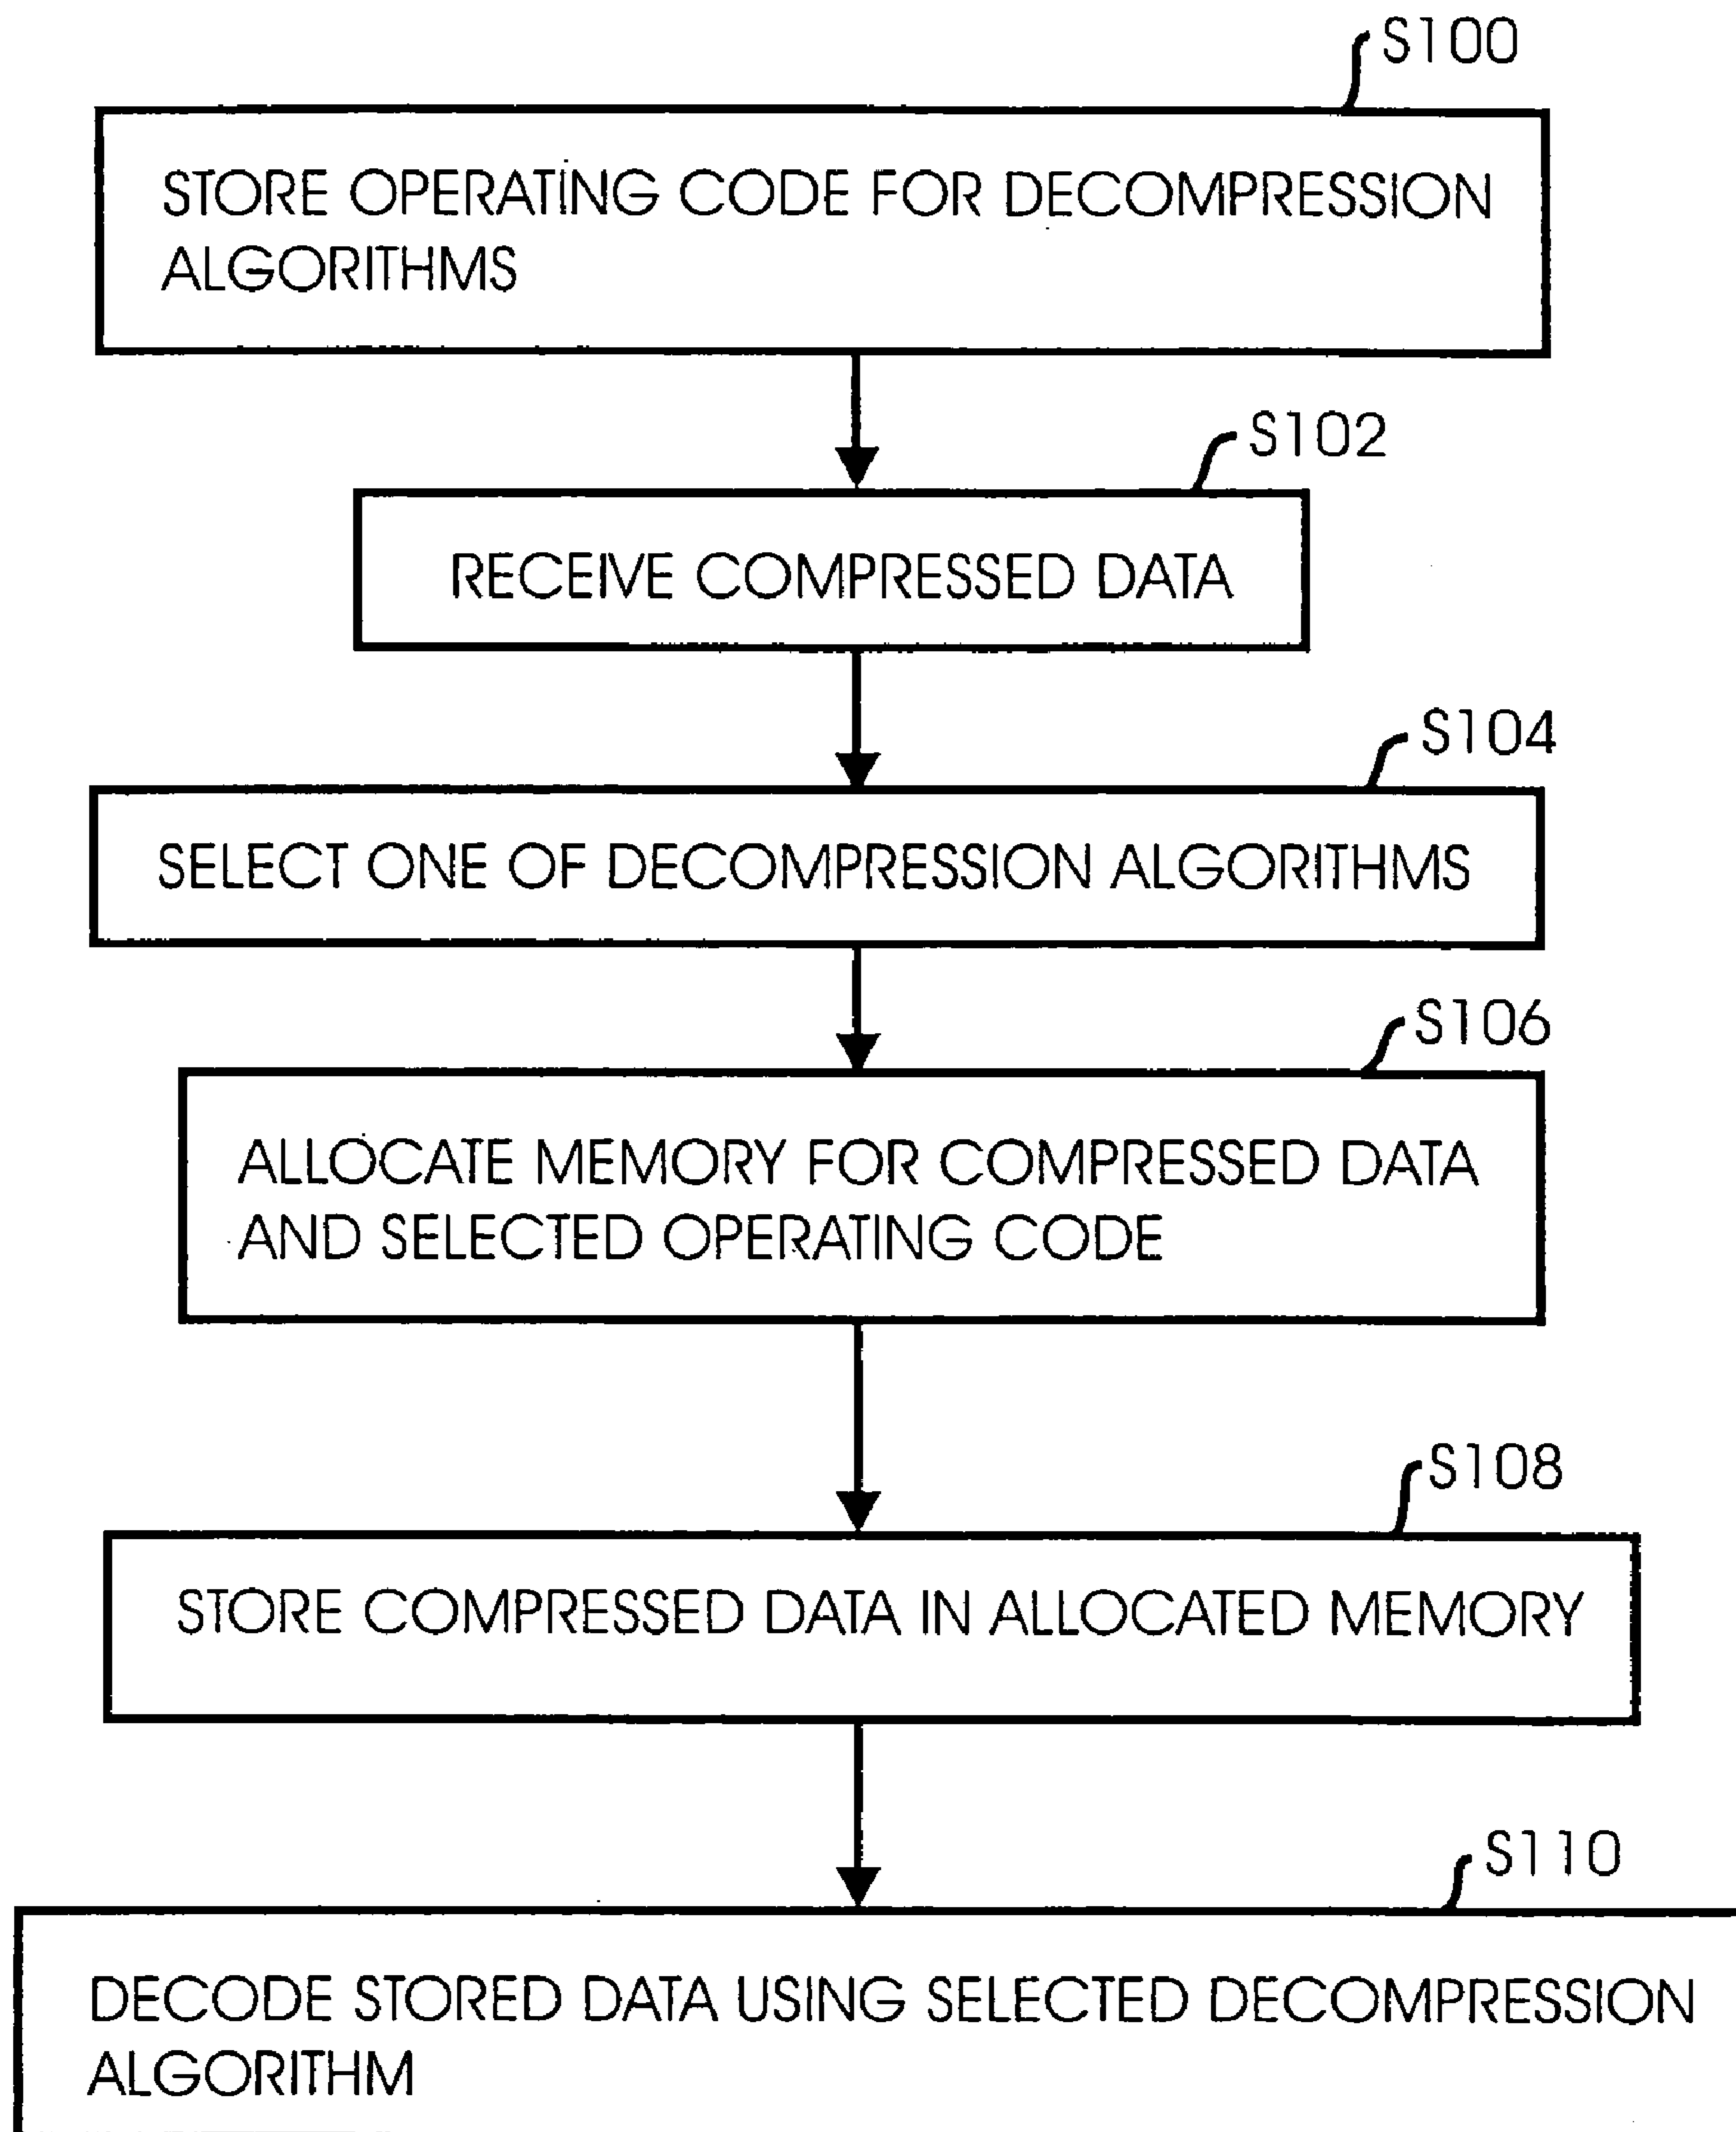 S100
STORE OPERATING CODE FOR DECOMPRESSION
ALGORITHMS
S102
RECEIVE COMPRESSED DATA
S104
SELECT ONE OF DECOMPRESSION ALGORITHMS
S106
ALLOCATE MEMORY FOR COMPRESSED DATA
AND SELECTED OPERATING CODE
S108
STORE COMPRESSED DATA IN ALLOCATED MEMORY
S110
DECODE STORED DATA USING SELECTED DECOMPRESSION
ALGORITHM